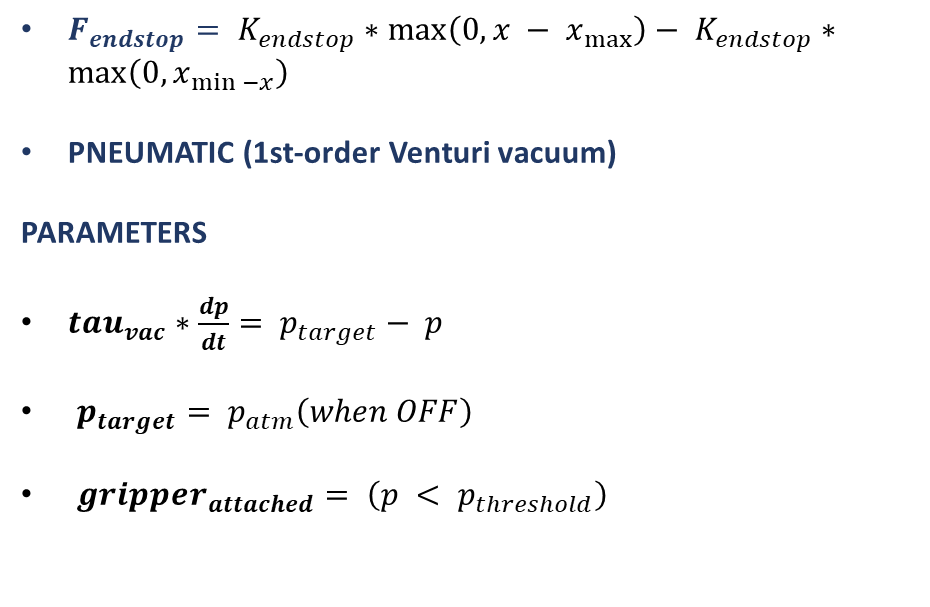 • F_endstop = K_endstop * max(0, x − x_max) − K_endstop *
max(0, x_min −x)
• PNEUMATIC (1st-order Venturi vacuum)
PARAMETERS
• tau_vac * dp/dt = p_target − p
• p_target = p_atm(when OFF)
• gripper_attached = (p < p_threshold)